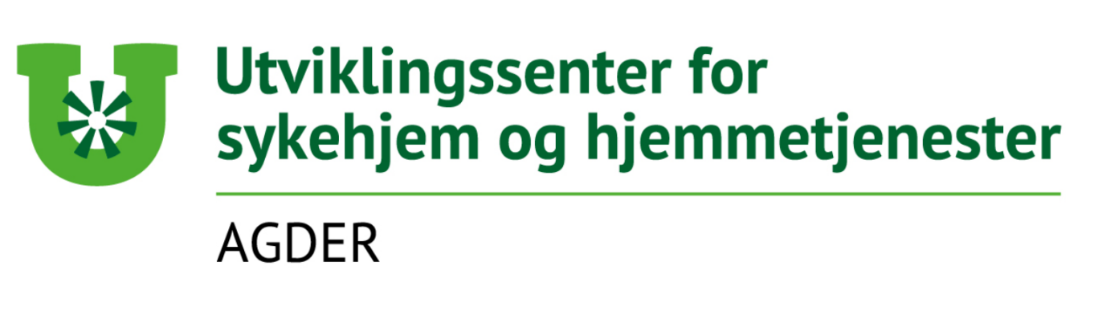 Utviklingssenter for
sykehjem og hjemmetjenester
AGDER